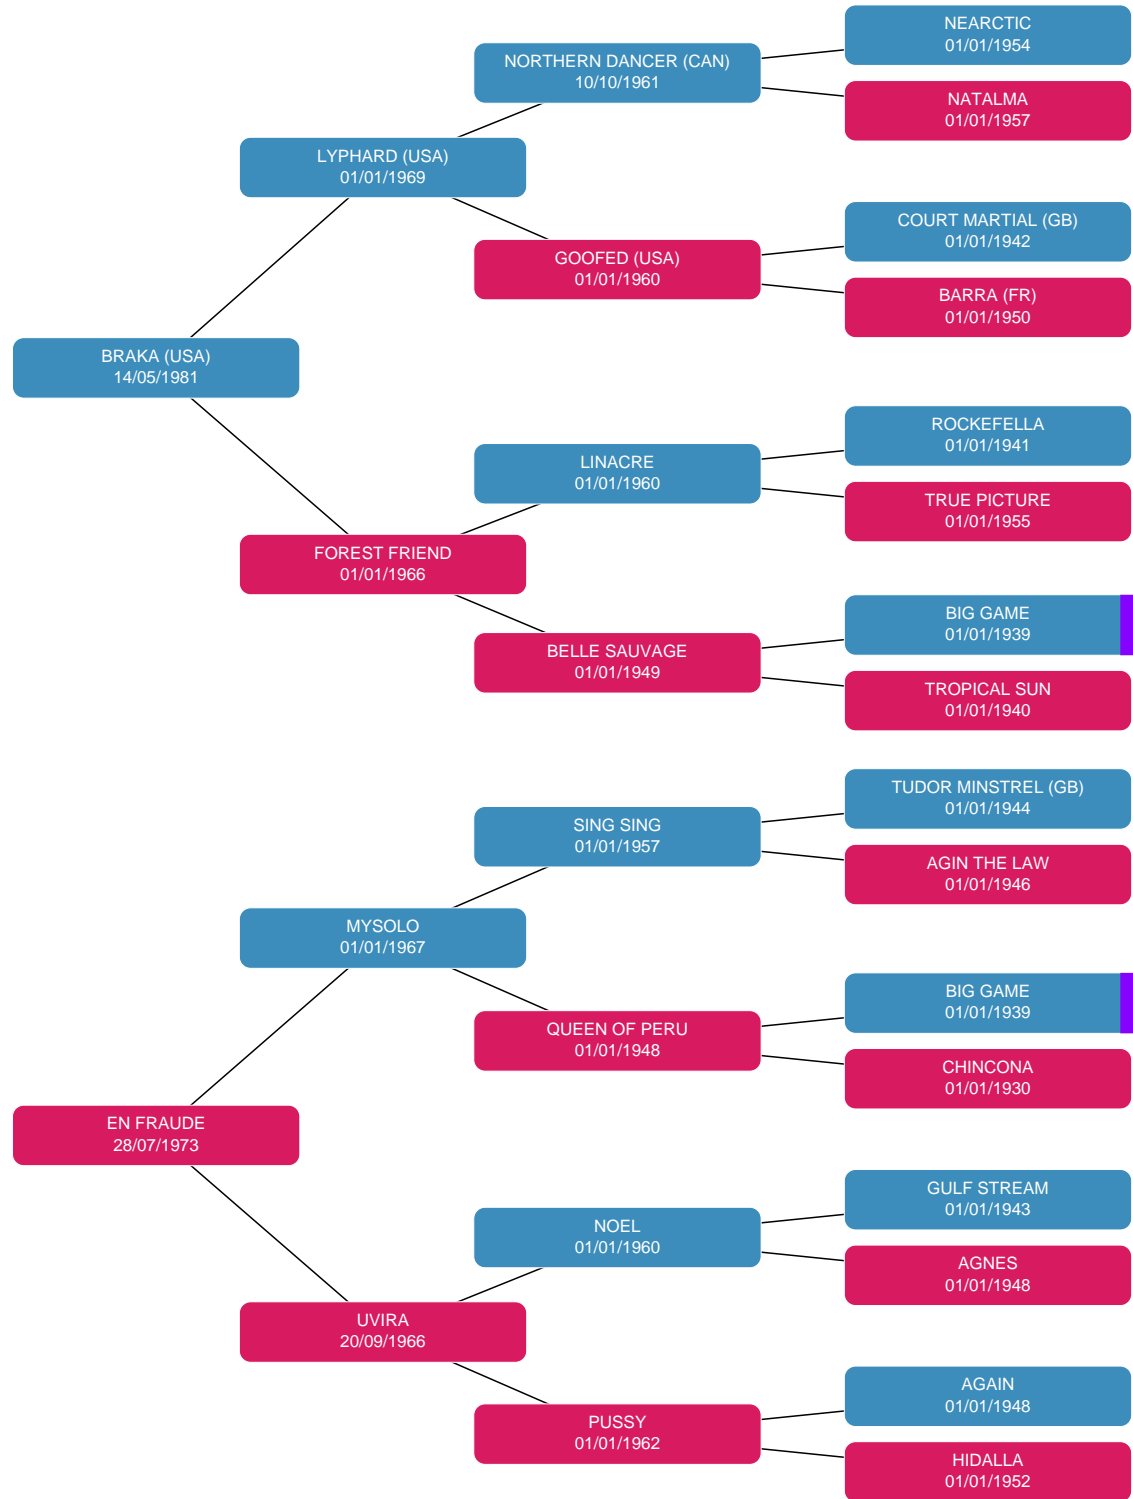 NEARCTIC
01/01/1954
NORTHERN DANCER (CAN)
10/10/1961
NATALMA
01/01/1957
LYPHARD (USA)
01/01/1969
COURT MARTIAL (GB)
01/01/1942
GOOFED (USA)
01/01/1960
BARRA (FR)
01/01/1950
BRAKA (USA)
14/05/1981
ROCKEFELLA
01/01/1941
LINACRE
01/01/1960
TRUE PICTURE
01/01/1955
FOREST FRIEND
01/01/1966
BIG GAME
01/01/1939
BELLE SAUVAGE
01/01/1949
TROPICAL SUN
01/01/1940
TUDOR MINSTREL (GB)
01/01/1944
SING SING
01/01/1957
AGIN THE LAW
01/01/1946
MYSOLO
01/01/1967
BIG GAME
01/01/1939
QUEEN OF PERU
01/01/1948
CHINCONA
01/01/1930
EN FRAUDE
28/07/1973
GULF STREAM
01/01/1943
NOEL
01/01/1960
AGNES
01/01/1948
UVIRA
20/09/1966
AGAIN
01/01/1948
PUSSY
01/01/1962
HIDALLA
01/01/1952